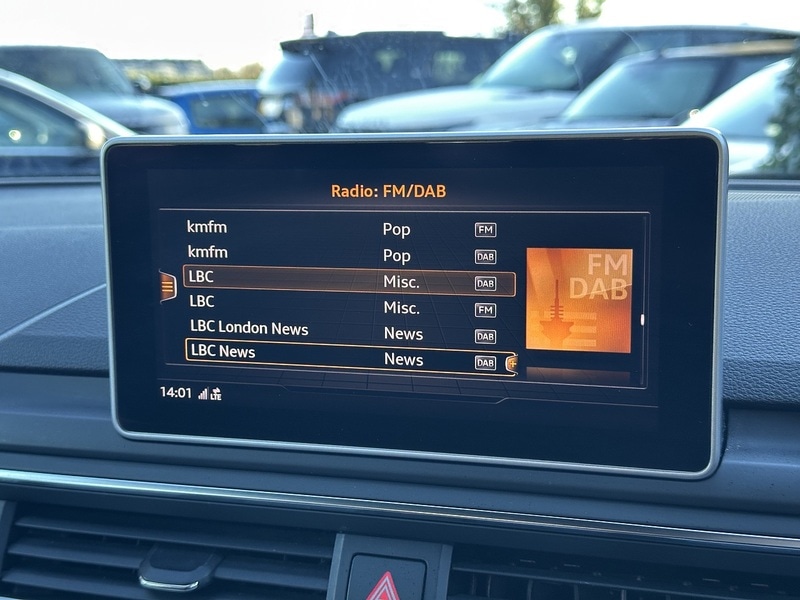 Radio: FM/DAB
kmfm Pop FM
kmfm Pop DAB
LBC Misc. DAB
LBC Misc. FM
LBC London News News DAB
LBC News News DAB
FM
DAB
14:01 LTE